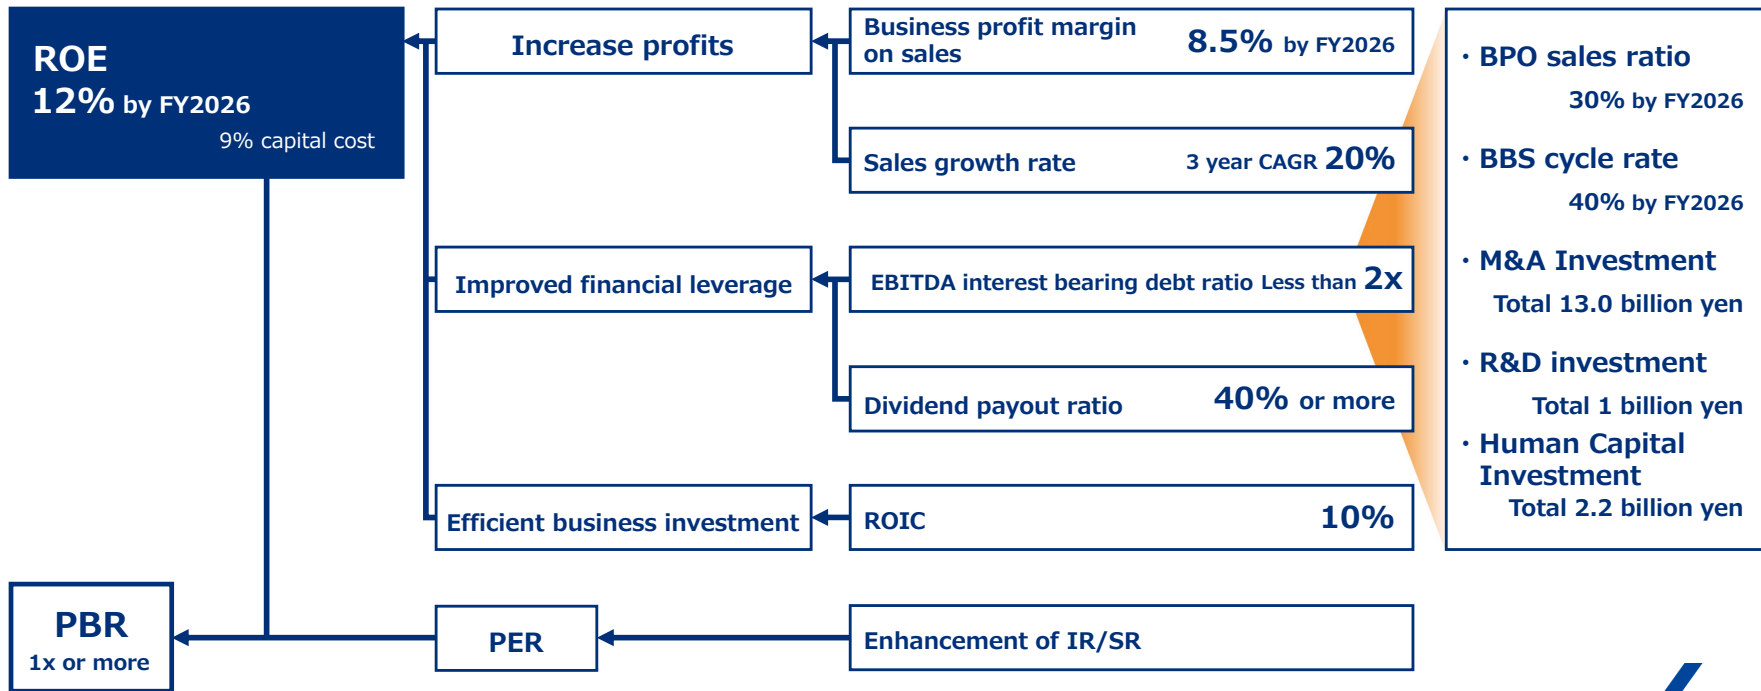 ROE
12% by FY2026
9% capital cost
Increase profits
Business profit margin
on sales
8.5% by FY2026
Sales growth rate
3 year CAGR 20%
Improved financial leverage
EBITDA interest bearing debt ratio Less than 2x
Dividend payout ratio
40% or more
Efficient business investment
ROIC
10%
PBR
1x or more
PER
Enhancement of IR/SR
・BPO sales ratio
30% by FY2026
・BBS cycle rate
40% by FY2026
・M&A Investment
Total 13.0 billion yen
・R&D investment
Total 1 billion yen
・Human Capital
Investment
Total 2.2 billion yen